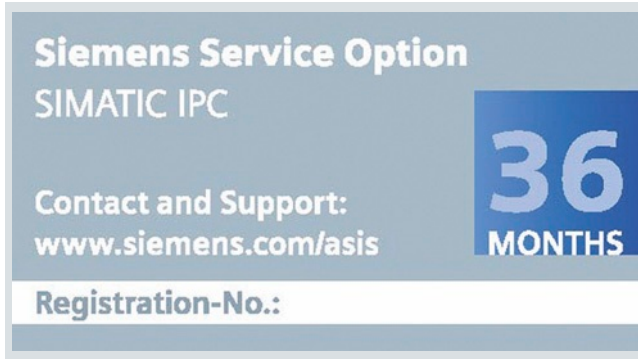 Siemens Service Option
SIMATIC IPC
36
MONTHS
Contact and Support:
www.siemens.com/asis
Registration-No.: